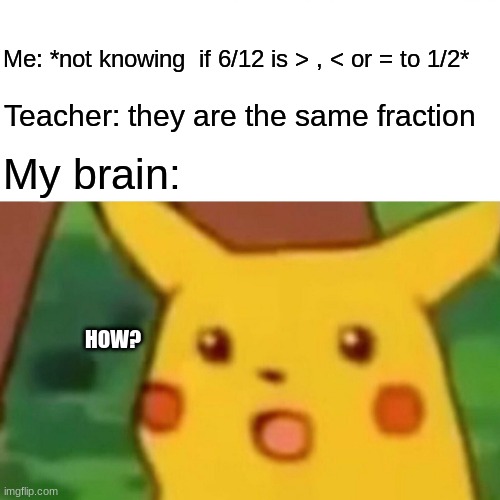 Me: *not knowing  if 6/12 is > , < or = to 1/2*
Teacher: they are the same fraction
My brain:
HOW?
imgflip.com